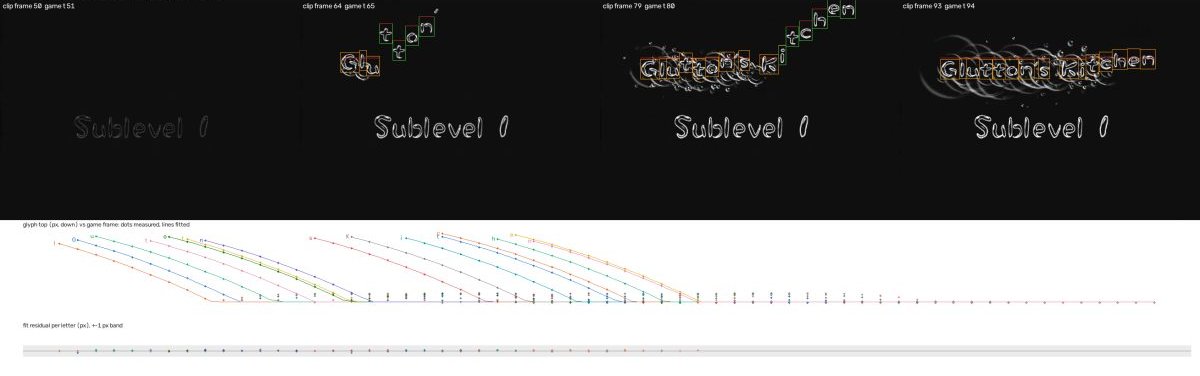 clip frame 50 game t 51
clip frame 64 game t 65
clip frame 79 game t 80
clip frame 93 game t 94
Glu t t o n
Glutton's Kitchen
Glutton's Kitchen
Sublevel 1
Sublevel 1
Sublevel 1
Sublevel 1
glyph top (px, down) vs game frame: dots measured, lines fitted
fit residual per letter (px), +-1 px band